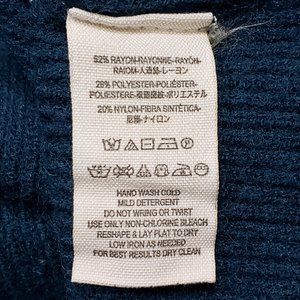 52% RAYON-RAYONNE-RAYÓN-
RAIOM-人造絲-レーヨン
28% POLYESTER-POLYESTER-
POLIESTERE-聚酯纖維-ポリエステル
20% NYLON-FIBRA SINTÉTICA-
尼龍-ナイロン
HAND WASH COLD
MILD DETERGENT
DO NOT WRING OR TWIST
USE ONLY NON-CHLORINE BLEACH
RESHAPE & LAY FLAT TO DRY
LOW IRON AS NEEDED
FOR BEST RESULTS DRY CLEAN